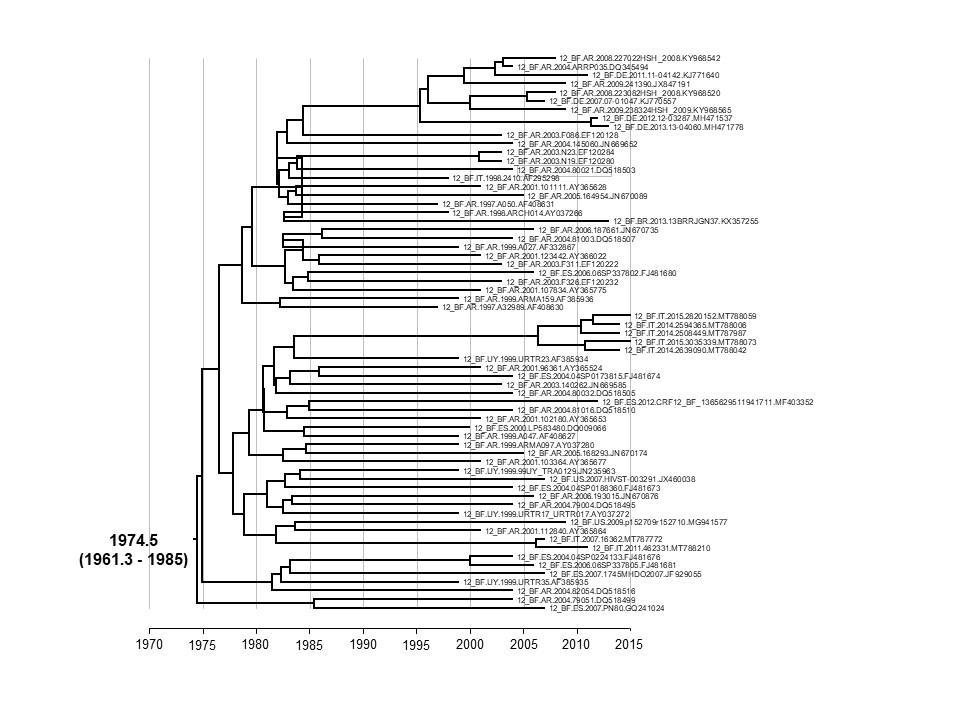 12_BF.AR.2008.227022HSH_2008.KY968542
12_BF.AR.2004.ARRP035.DQ345494
12_BF.DE.2011.11-04142.KJ771640
12_BF.AR.2009.241390.JX847191
12_BF.AR.2008.223082HSH_2008.KY968520
12_BF.DE.2007.07-01047.KJ770557
12_BF.AR.2009.238324HSH_2009.KY968565
12_BF.DE.2012.12-03287.MH471537
12_BF.DE.2013.13-04060.MH471778
12_BF.AR.2003.F086.EF120128
12_BF.AR.2004.145060.JN669652
12_BF.AR.2003.N23.EF120284
12_BF.AR.2003.N19.EF120280
12_BF.AR.2004.80021.DQ518503
12_BF.IT.1998.2410.AF295298
12_BF.AR.2001.101111.AY365628
12_BF.AR.2005.164954.JN670089
12_BF.AR.1997.A050.AF408631
12_BF.AR.1998.ARCH014.AY037266
12_BF.BR.2013.13BRRJGN37.KX357255
12_BF.AR.2006.187661.JN670735
12_BF.AR.2004.81003.DQ518507
12_BF.AR.1999.A027.AF332867
12_BF.AR.2001.123442.AY366022
12_BF.AR.2003.F311.EF120222
12_BF.ES.2006.06SP337802.FJ481680
12_BF.AR.2003.F326.EF120232
12_BF.AR.2001.107834.AY365775
12_BF.AR.1999.ARMA159.AF385936
12_BF.AR.1997.A32989.AF408630
12_BF.IT.2015.2820152.MT788059
12_BF.IT.2014.2594365.MT788006
12_BF.IT.2014.2508449.MT787987
12_BF.IT.2015.3035339.MT788073
12_BF.IT.2014.2639090.MT788042
12_BF.UY.1999.URTR23.AF385934
12_BF.AR.2001.96361.AY365524
12_BF.ES.2004.04SP0173815.FJ481674
12_BF.AR.2003.140262.JN669585
12_BF.AR.2004.80032.DQ518505
12_BF.ES.2012.CRF12_BF_1365629511941711.MF403352
12_BF.AR.2004.81016.DQ518510
12_BF.AR.2001.102180.AY365653
12_BF.ES.2000.LP583480.DQ009066
12_BF.AR.1999.A047.AF408627
12_BF.AR.1999.ARMA097.AY037280
12_BF.AR.2005.168293.JN670174
12_BF.AR.2001.103364.AY365677
12_BF.UY.1999.99UY_TRA0129.JN235963
12_BF.US.2007.HIVST-003291.JX460038
12_BF.ES.2004.04SP0188360.FJ481673
12_BF.AR.2006.193015.JN670876
12_BF.AR.2004.79004.DQ518495
12_BF.UY.1999.URTR17_URTR017.AY037272
12_BF.US.2009.p152709r152710.MG941577
12_BF.AR.2001.112840.AY365864
12_BF.IT.2007.16362.MT787772
12_BF.IT.2011.462331.MT788210
12_BF.ES.2004.04SP0224133.FJ481676
12_BF.ES.2006.06SP337805.FJ481681
12_BF.ES.2007.1745MHDO2007.JF929055
12_BF.UY.1999.URTR35.AF385935
12_BF.AR.2004.82054.DQ518516
12_BF.AR.2004.79051.DQ518499
12_BF.ES.2007.PN80.GQ241024
1974.5
(1961.3 - 1985)
1970 1975 1980 1985 1990 1995 2000 2005 2010 2015